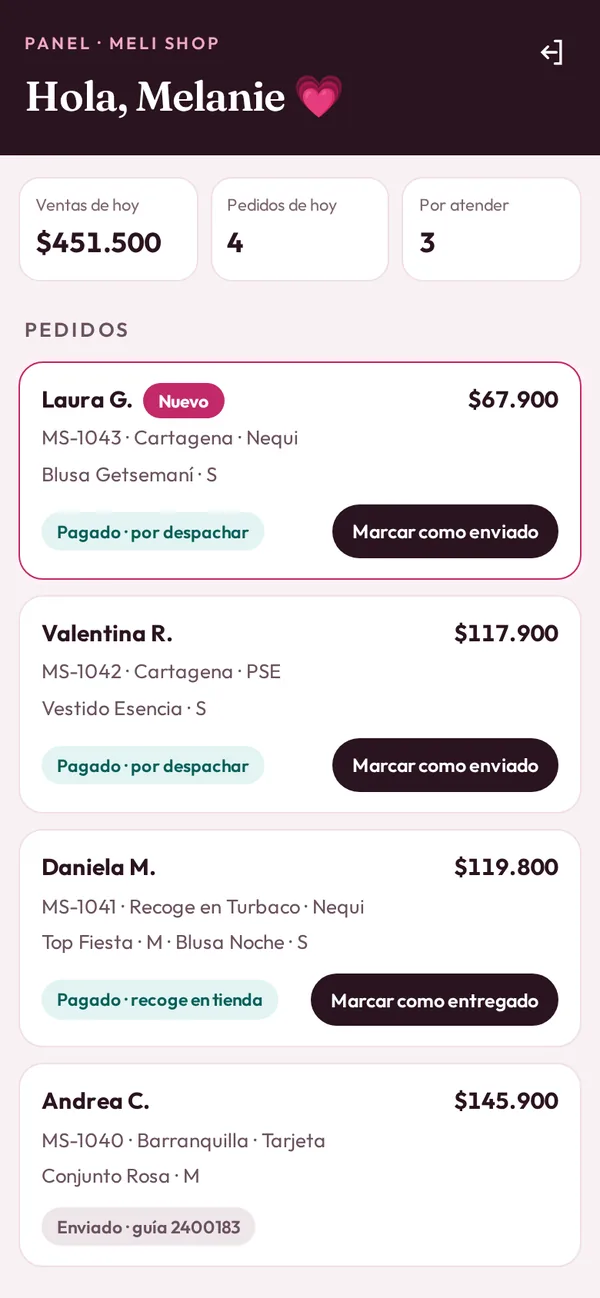 PANEL · MELI SHOP
Hola, Melanie 💗
Ventas de hoy
$451.500
Pedidos de hoy
4
Por atender
3
PEDIDOS
Laura G. Nuevo $67.900
MS-1043 · Cartagena · Nequi
Blusa Getsemaní · S
Pagado · por despachar Marcar como enviado
Valentina R. $117.900
MS-1042 · Cartagena · PSE
Vestido Esencia · S
Pagado · por despachar Marcar como enviado
Daniela M. $119.800
MS-1041 · Recoge en Turbaco · Nequi
Top Fiesta · M · Blusa Noche · S
Pagado · recoge en tienda Marcar como entregado
Andrea C. $145.900
MS-1040 · Barranquilla · Tarjeta
Conjunto Rosa · M
Enviado · guía 2400183